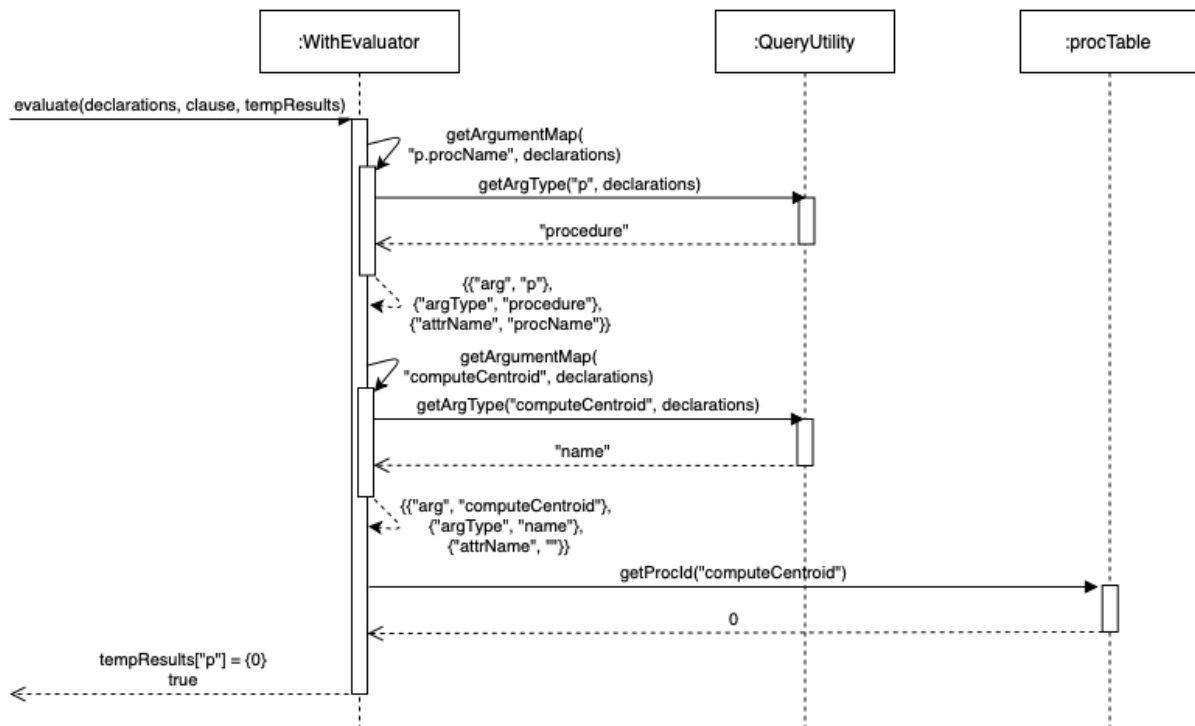 :WithEvaluator
:QueryUtility
:procTable
evaluate(declarations, clause, tempResults)
getArgumentMap(
"p.procName", declarations)
getArgType("p", declarations)
"procedure"
{{"arg", "p"},
{"argType", "procedure"},
{"attrName", "procName"}}
getArgumentMap(
"computeCentroid", declarations)
getArgType("computeCentroid", declarations)
"name"
{{"arg", "computeCentroid"},
{"argType", "name"},
{"attrName", ""}}
getProcId("computeCentroid")
0
tempResults["p"] = {0}
true